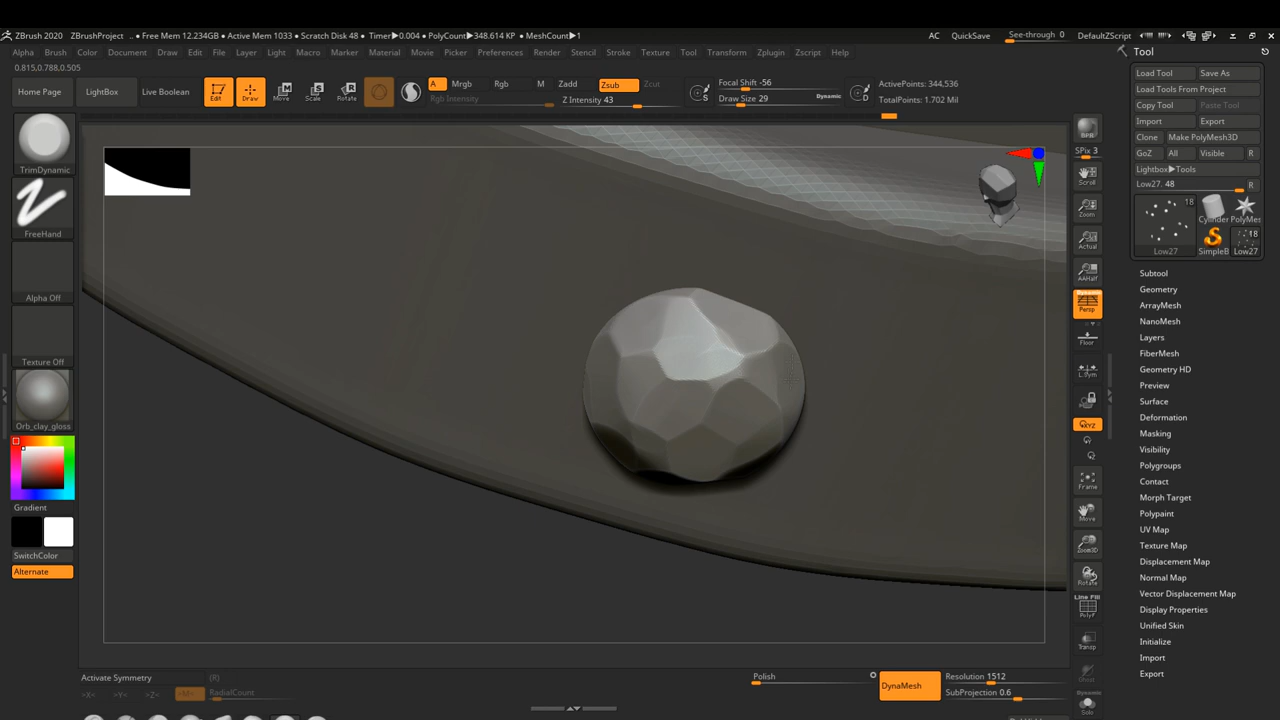 ZBrush 2020 ZBrushProject .. • Free Mem 12.234GB • Active Mem 1033 • Scratch Disk 48 • Timer▶0.004 • PolyCount▶348.614 KP • MeshCount▶1 AC QuickSave See-through 0 DefaultZScript
Alpha Brush Color Document Draw Edit File Layer Light Macro Marker Material Movie Picker Preferences Render Stencil Stroke Texture Tool Transform Zplugin Zscript Help
0.815,0.788,0.505
Home Page LightBox Live Boolean Edit Draw Move Scale Rotate A Mrgb Rgb M Zadd Zsub Zcut
Rgb Intensity Z Intensity 43
S Focal Shift -56
Draw Size 29 Dynamic D
ActivePoints: 344,536
TotalPoints: 1.702 Mil
TrimDynamic
FreeHand
Alpha Off
Texture Off
Orb_clay_gloss
Gradient
SwitchColor
Alternate
BPR
SPix 3
Scroll
Zoom
Actual
AAHalf
Dynamic
Persp
Floor
L.Sym
XYZ
Frame
Move
Zoom3D
Rotate
Line Fill
PolyF
Transp
Ghost
Dynamic
Solo
Tool
Load Tool Save As
Load Tools From Project
Copy Tool Paste Tool
Import Export
Clone Make PolyMesh3D
GoZ All Visible R
Lightbox▶Tools
Low27. 48 R
18
Cylinder PolyMes
18
Low27 SimpleB Low27
Subtool
Geometry
ArrayMesh
NanoMesh
Layers
FiberMesh
Geometry HD
Preview
Surface
Deformation
Masking
Visibility
Polygroups
Contact
Morph Target
Polypaint
UV Map
Texture Map
Displacement Map
Normal Map
Vector Displacement Map
Display Properties
Unified Skin
Initialize
Import
Export
Activate Symmetry (R)
>X< >Y< >Z< >M< RadialCount
Polish
DynaMesh
Resolution 1512
SubProjection 0.6